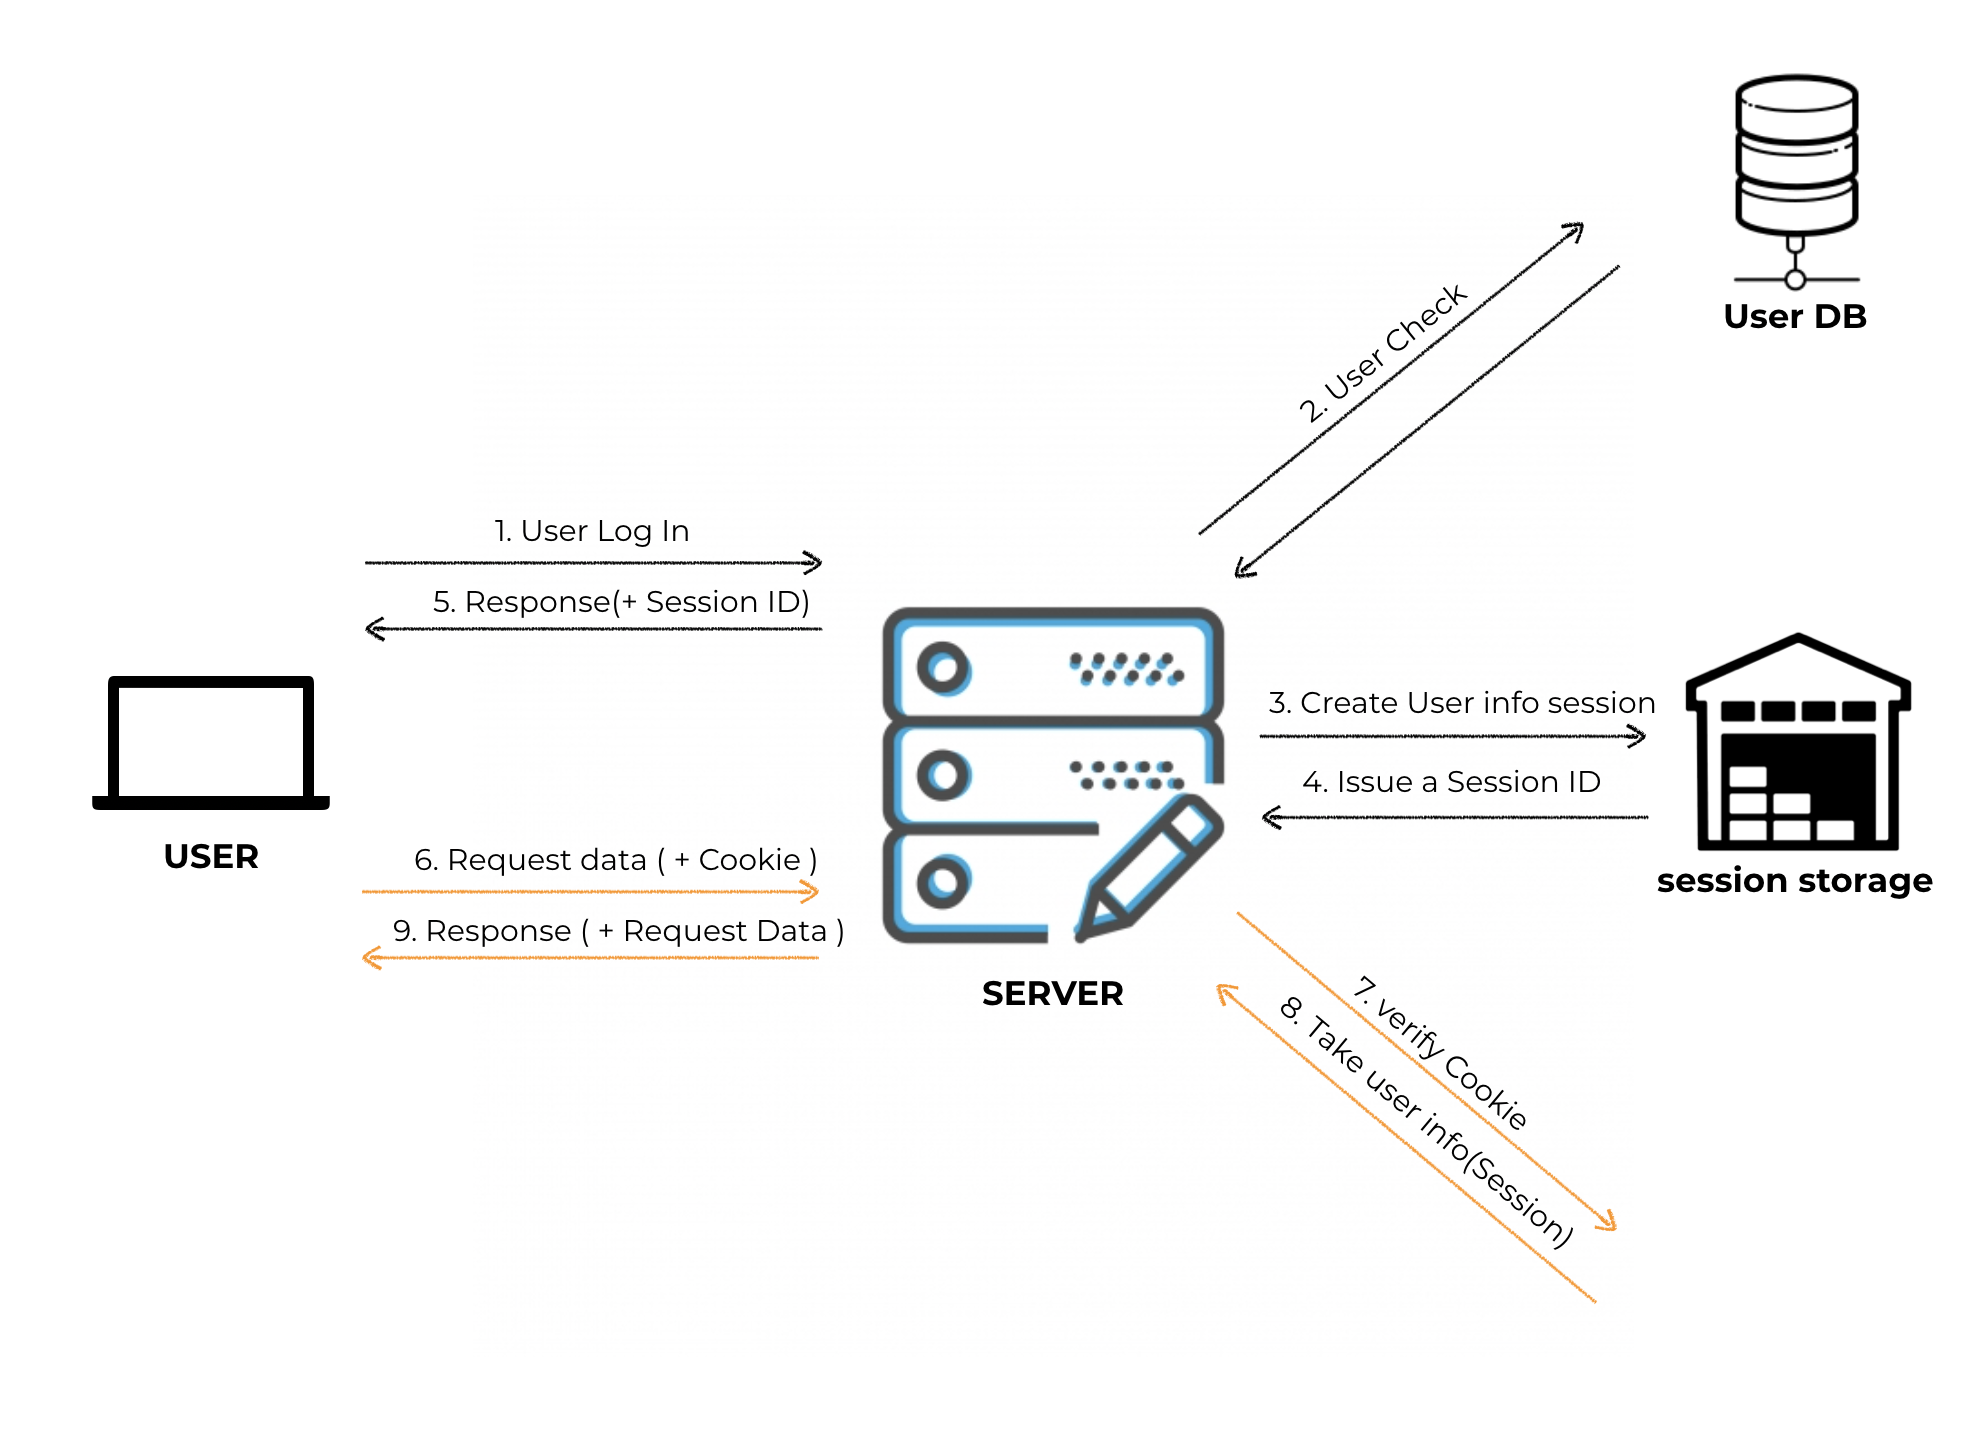 User DB
2. User Check
1. User Log In
5. Response(+ Session ID)
3. Create User info session
4. Issue a Session ID
USER
session storage
6. Request data ( + Cookie )
9. Response ( + Request Data )
SERVER
7. verify Cookie
8. Take user info(Session)